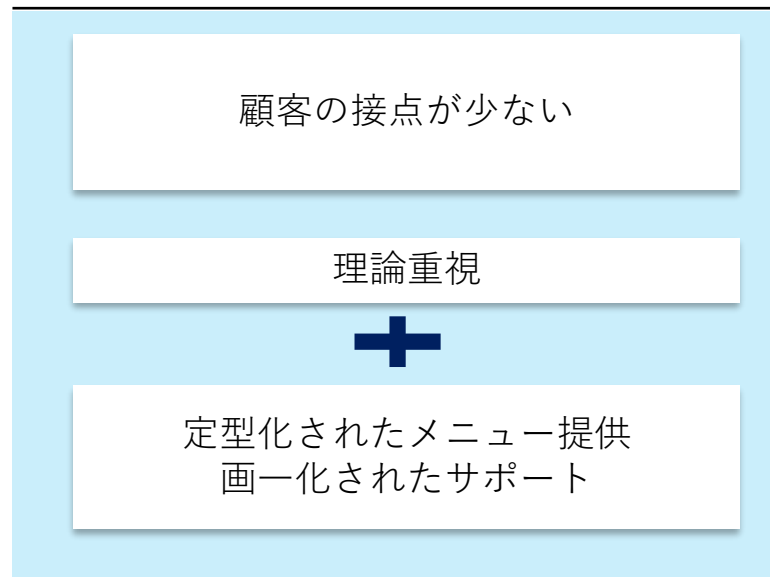 顧客の接点が少ない
理論重視
定型化されたメニュー提供
画一化されたサポート